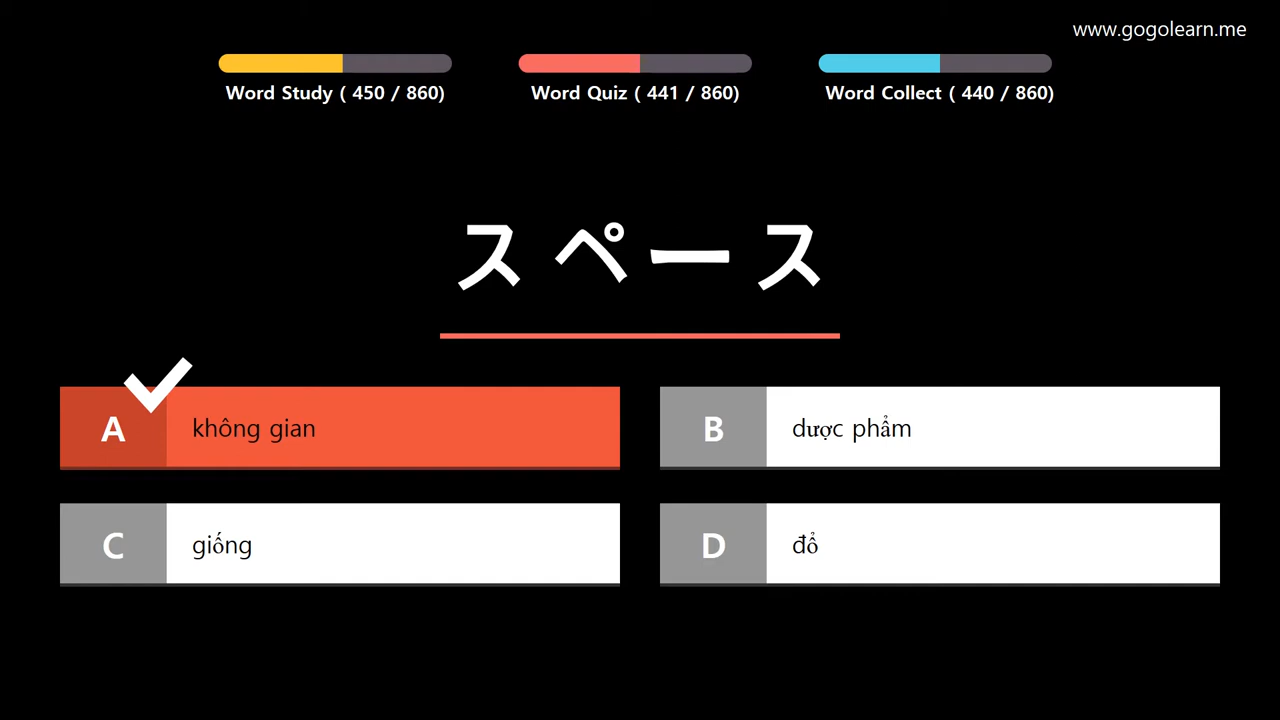 www.gogolearn.me
Word Study ( 450 / 860)
Word Quiz ( 441 / 860)
Word Collect ( 440 / 860)
スペース
A không gian
B dược phẩm
C giống
D đổ